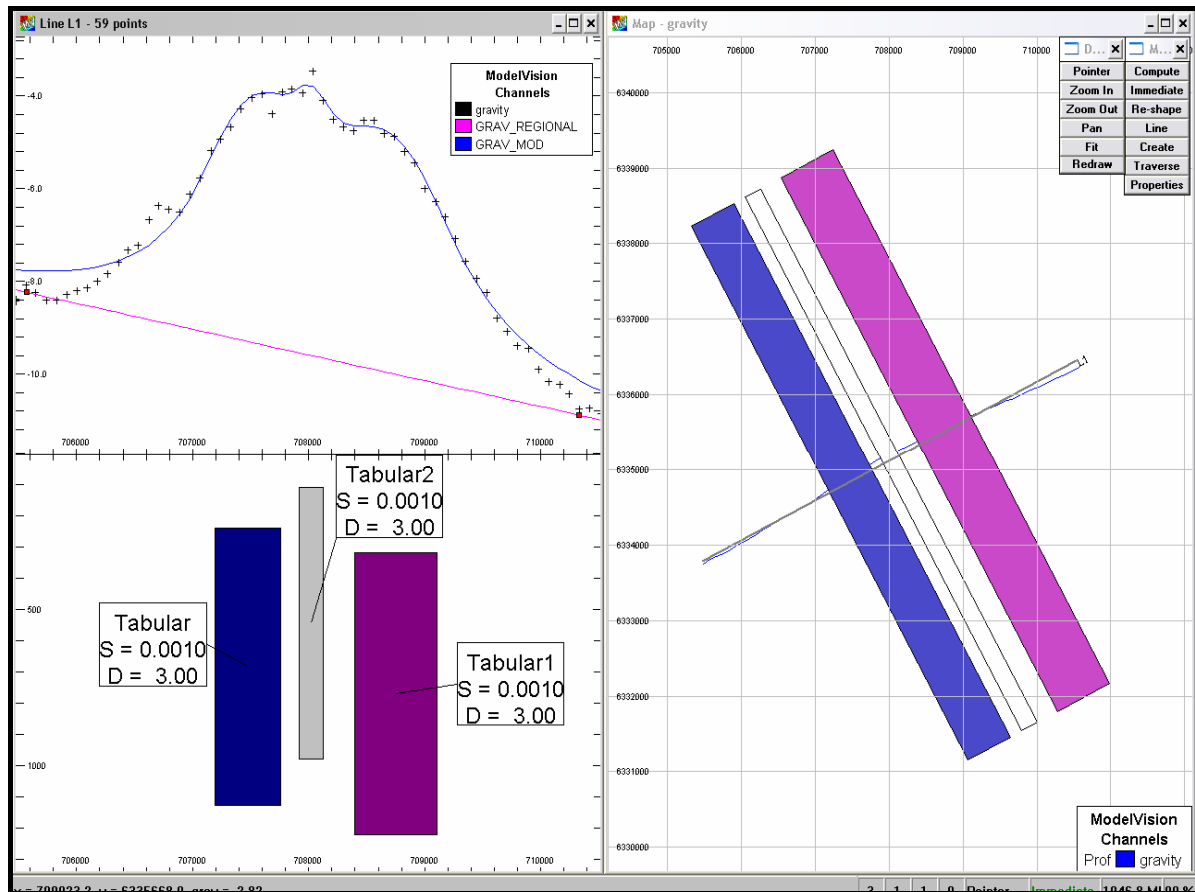 Line L1 - 59 points
-4.0
-6.0
-8.0
-10.0
ModelVision
Channels
gravity
GRAV_REGIONAL
GRAV_MOD
706000
707000
708000
709000
710000
500
1000
Tabular2
S = 0.0010
D = 3.00
Tabular
S = 0.0010
D = 3.00
Tabular1
S = 0.0010
D = 3.00
706000
707000
708000
709000
710000
Map - gravity
705000
706000
707000
708000
709000
710000
6340000
6339000
6338000
6337000
6336000
6335000
6334000
6333000
6332000
6331000
6330000
D...
Pointer
Zoom In
Zoom Out
Pan
Fit
Redraw
M...
Compute
Immediate
Re-shape
Line
Create
Traverse
Properties
ModelVision
Channels
Prof gravity
3 1 1 0 Pointer Immediate